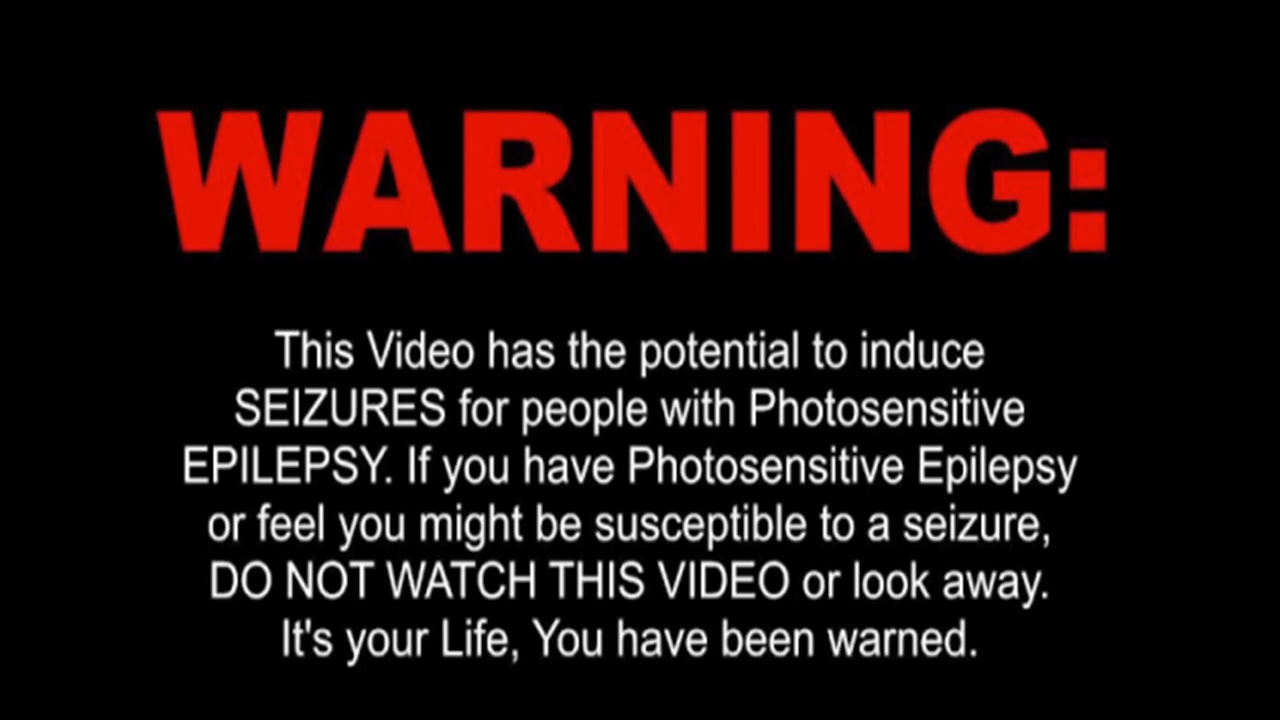 WARNING:
This Video has the potential to induce
SEIZURES for people with Photosensitive
EPILEPSY. If you have Photosensitive Epilepsy
or feel you might be susceptible to a seizure,
DO NOT WATCH THIS VIDEO or look away.
It's your Life, You have been warned.